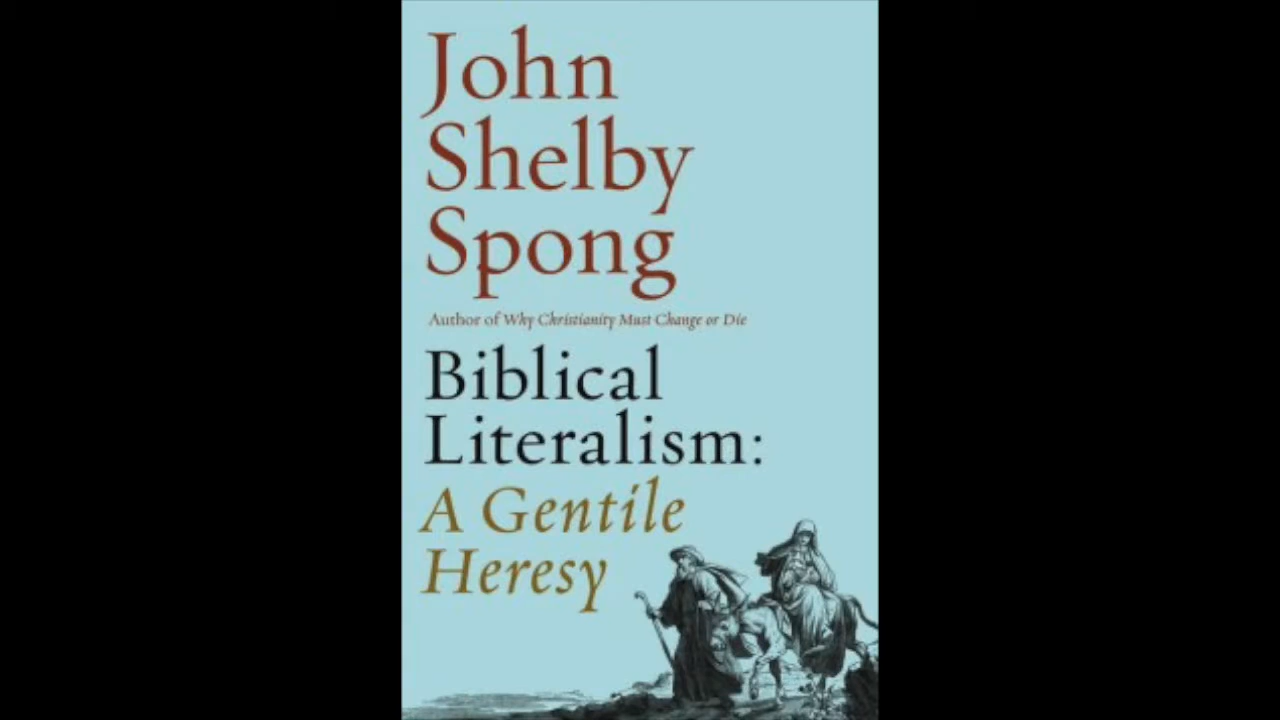 John
Shelby
Spong
Author of Why Christianity Must Change or Die
Biblical
Literalism:
A Gentile
Heresy